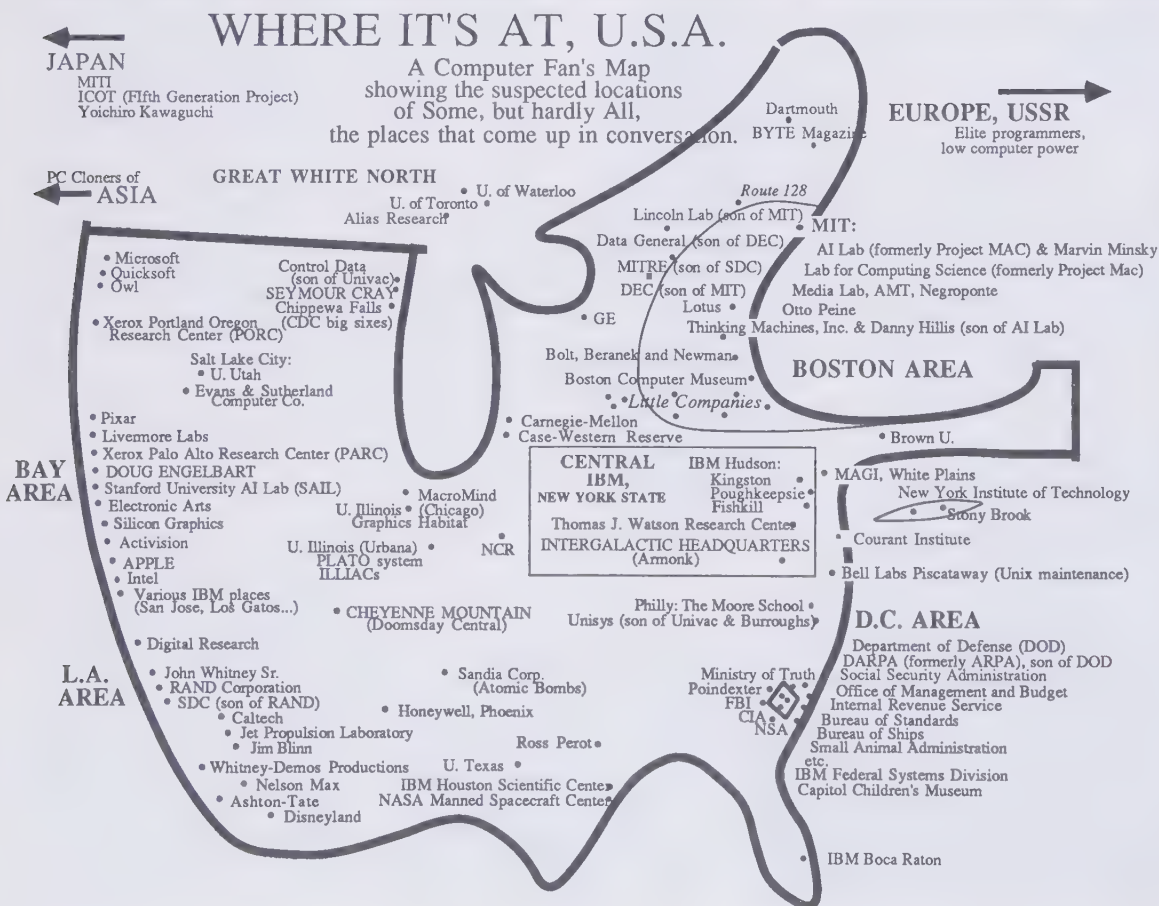 WHERE IT'S AT, U.S.A.
A Computer Fan's Map
showing the suspected locations
of Some, but hardly All,
the places that come up in conversation.
JAPAN
MITI
ICOT (FIfth Generation Project)
Yoichiro Kawaguchi
EUROPE, USSR
Elite programmers,
low computer power
PC Cloners of
ASIA
GREAT WHITE NORTH
U. of Waterloo
U. of Toronto
Alias Research
Dartmouth
BYTE Magazine
Route 128
Lincoln Lab (son of MIT)
Data General (son of DEC)
MITRE (son of SDC)
DEC (son of MIT)
Lotus
Thinking Machines, Inc. & Danny Hillis (son of AI Lab)
Bolt, Beranek and Newman
Boston Computer Museum
Little Companies
MIT:
AI Lab (formerly Project MAC) & Marvin Minsky
Lab for Computing Science (formerly Project Mac)
Media Lab, AMT, Negroponte
Otto Peine
BOSTON AREA
Microsoft
Quicksoft
Owl
Control Data
(son of Univac)
SEYMOUR CRAY
Chippewa Falls
(CDC big sixes)
Xerox Portland Oregon
Research Center (PORC)
Salt Lake City:
U. Utah
Evans & Sutherland
Computer Co.
GE
Carnegie-Mellon
Case-Western Reserve
Brown U.
BAY
AREA
Pixar
Livermore Labs
Xerox Palo Alto Research Center (PARC)
DOUG ENGELBART
Stanford University AI Lab (SAIL)
Electronic Arts
Silicon Graphics
Activision
APPLE
Intel
Various IBM places
(San Jose, Los Gatos...)
Digital Research
MacroMind
(Chicago)
U. Illinois
Graphics Habitat
U. Illinois (Urbana)
PLATO system
ILLIACs
NCR
CENTRAL
IBM,
NEW YORK STATE
IBM Hudson:
Kingston
Poughkeepsie
Fishkill
Thomas J. Watson Research Center
INTERGALACTIC HEADQUARTERS
(Armonk)
MAGI, White Plains
New York Institute of Technology
Stony Brook
Courant Institute
Bell Labs Piscataway (Unix maintenance)
CHEYENNE MOUNTAIN
(Doomsday Central)
Philly: The Moore School
Unisys (son of Univac & Burroughs)
L.A.
AREA
John Whitney Sr.
RAND Corporation
SDC (son of RAND)
Caltech
Jet Propulsion Laboratory
Jim Blinn
Whitney-Demos Productions
Nelson Max
Ashton-Tate
Disneyland
Sandia Corp.
(Atomic Bombs)
Honeywell, Phoenix
Ross Perot
U. Texas
IBM Houston Scientific Center
NASA Manned Spacecraft Center
Ministry of Truth
Poindexter
FBI
CIA
NSA
D.C. AREA
Department of Defense (DOD)
DARPA (formerly ARPA), son of DOD
Social Security Administration
Office of Management and Budget
Internal Revenue Service
Bureau of Standards
Bureau of Ships
Small Animal Administration
etc.
IBM Federal Systems Division
Capitol Children's Museum
IBM Boca Raton